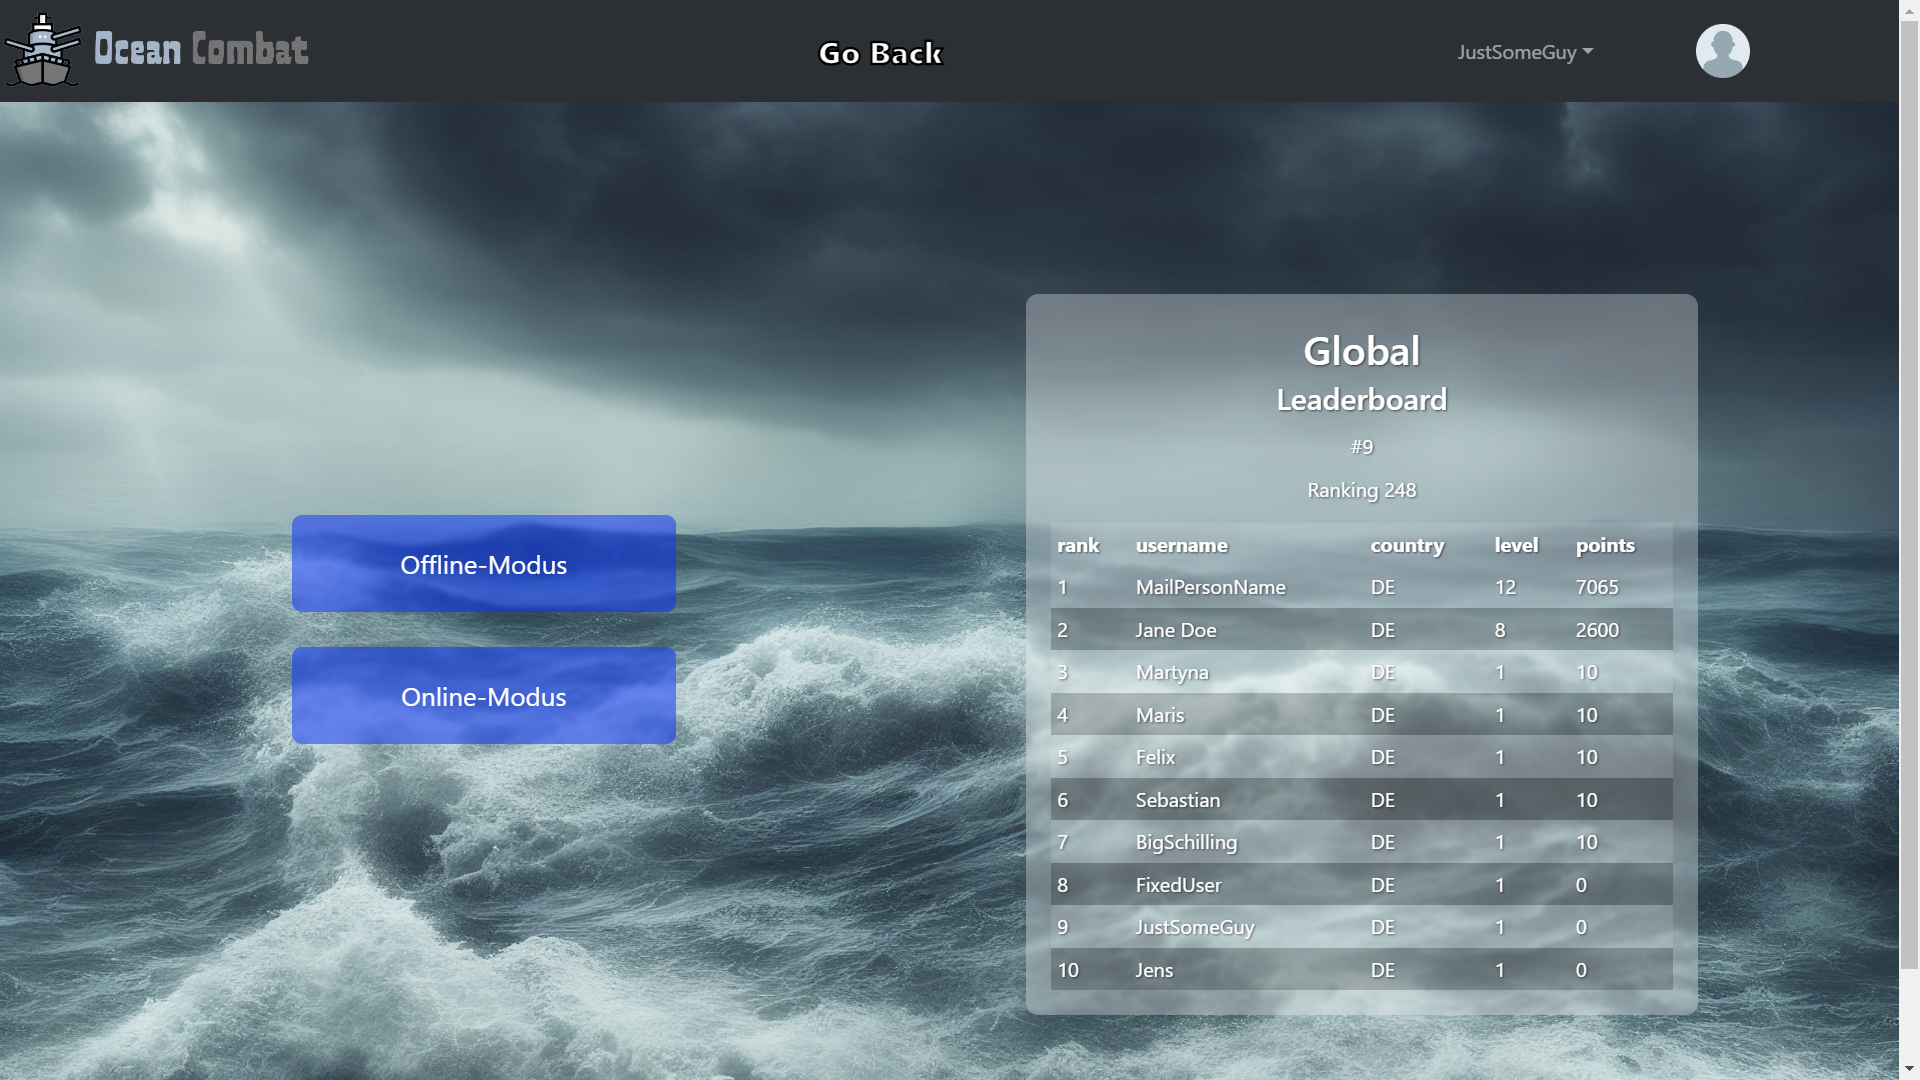 Ocean Combat
Go Back
JustSomeGuy
Offline-Modus
Online-Modus
Global
Leaderboard
#9
Ranking 248
rank username country level points
1 MailPersonName DE 12 7065
2 Jane Doe DE 8 2600
3 Martyna DE 1 10
4 Maris DE 1 10
5 Felix DE 1 10
6 Sebastian DE 1 10
7 BigSchilling DE 1 10
8 FixedUser DE 1 0
9 JustSomeGuy DE 1 0
10 Jens DE 1 0